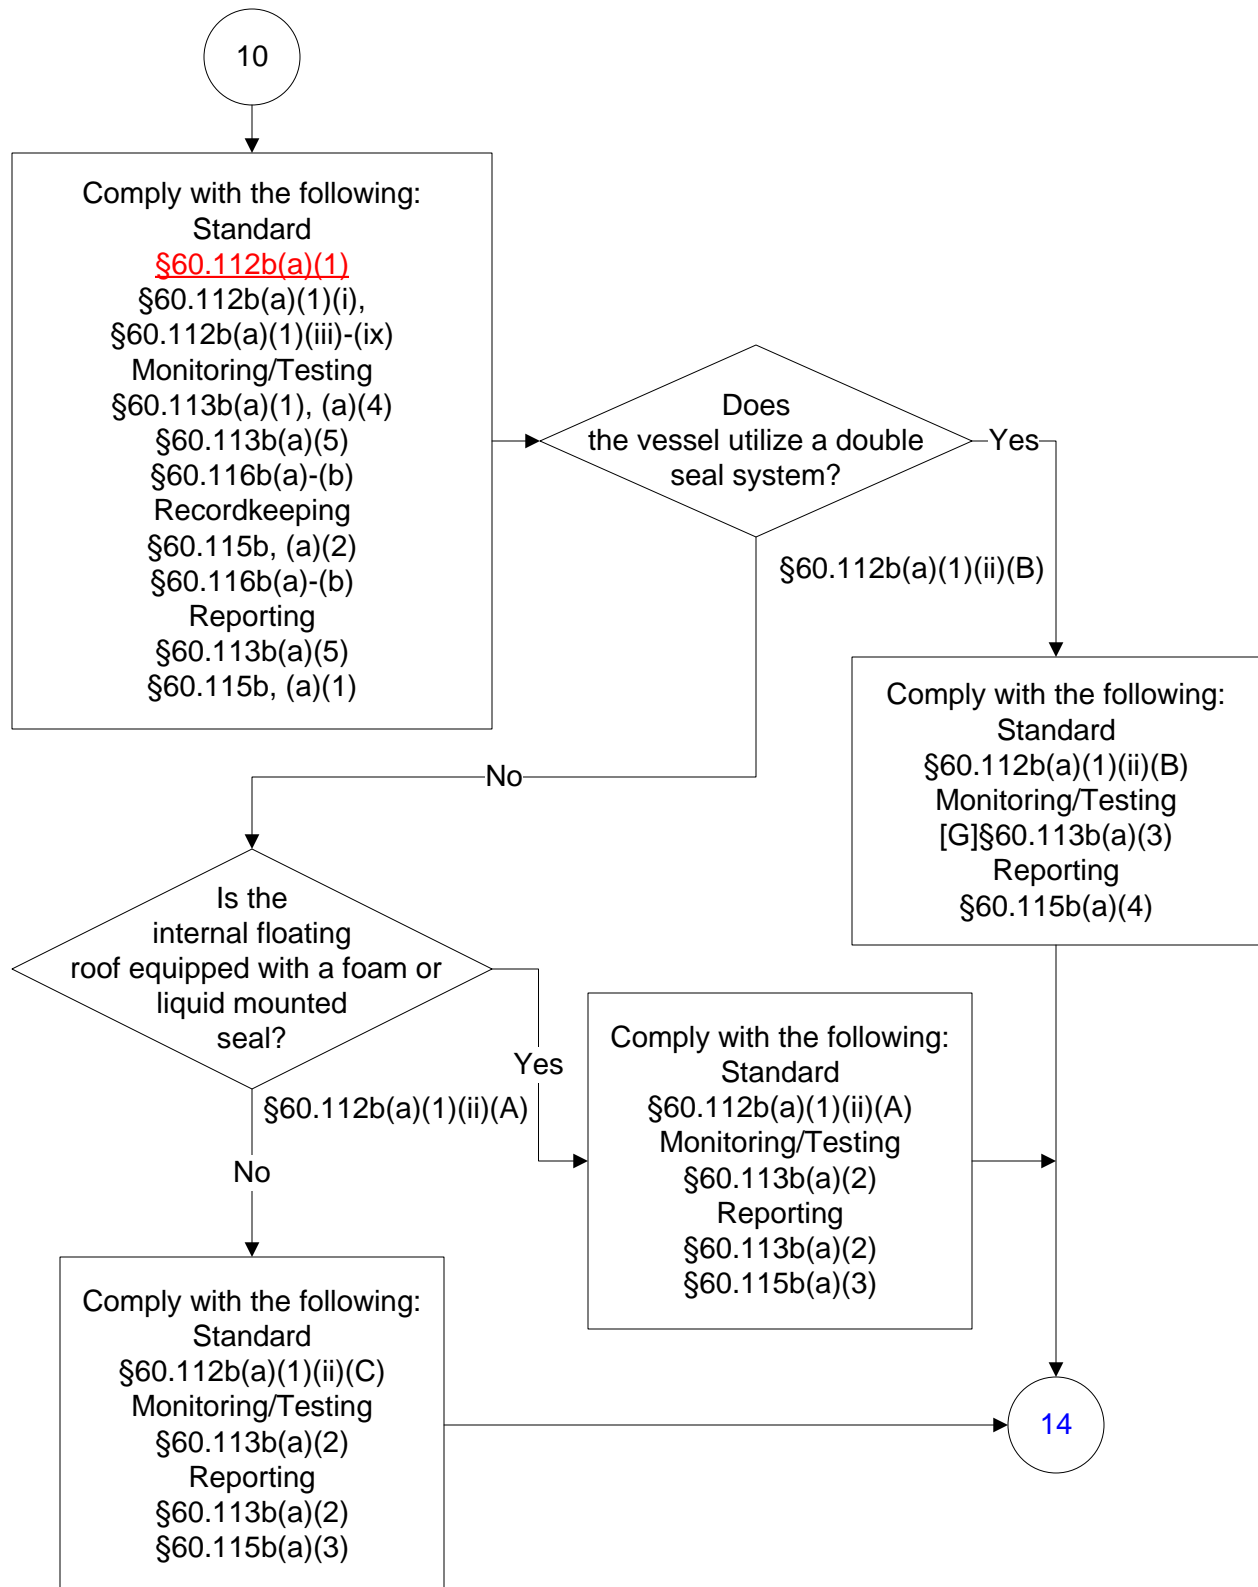 10
Comply with the following:
Standard
§60.112b(a)(1)
§60.112b(a)(1)(i),
§60.112b(a)(1)(iii)-(ix)
Monitoring/Testing
§60.113b(a)(1), (a)(4)
§60.113b(a)(5)
§60.116b(a)-(b)
Recordkeeping
§60.115b, (a)(2)
§60.116b(a)-(b)
Reporting
§60.113b(a)(5)
§60.115b, (a)(1)
Does
the vessel utilize a double
seal system?
Yes
§60.112b(a)(1)(ii)(B)
Comply with the following:
Standard
§60.112b(a)(1)(ii)(B)
Monitoring/Testing
[G]§60.113b(a)(3)
Reporting
§60.115b(a)(4)
No
Is the
internal floating
roof equipped with a foam or
liquid mounted
seal?
Yes
§60.112b(a)(1)(ii)(A)
Comply with the following:
Standard
§60.112b(a)(1)(ii)(A)
Monitoring/Testing
§60.113b(a)(2)
Reporting
§60.113b(a)(2)
§60.115b(a)(3)
No
Comply with the following:
Standard
§60.112b(a)(1)(ii)(C)
Monitoring/Testing
§60.113b(a)(2)
Reporting
§60.113b(a)(2)
§60.115b(a)(3)
14